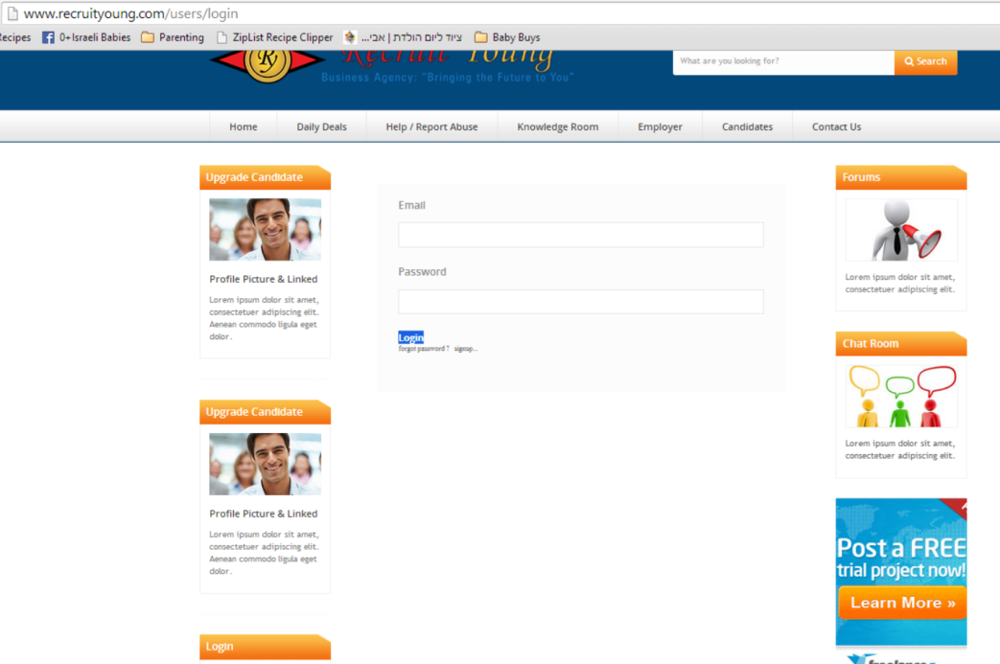 www.recruityoung.com/users/login
Recipes 0+Israeli Babies Parenting ZipList Recipe Clipper ציוד ליום הולדת | אבי... Baby Buys
Recruit Young
Business Agency: "Bringing the Future to You"
What are you looking for?
Search
Home Daily Deals Help / Report Abuse Knowledge Room Employer Candidates Contact Us
Upgrade Candidate
Profile Picture & Linked
Lorem ipsum dolor sit amet,
consectetuer adipiscing elit.
Aenean commodo ligula eget
dolor.
Upgrade Candidate
Profile Picture & Linked
Lorem ipsum dolor sit amet,
consectetuer adipiscing elit.
Aenean commodo ligula eget
dolor.
Login
Email
Password
Login
forgot password ? signup...
Forums
Lorem ipsum dolor sit amet,
consectetuer adipiscing elit.
Chat Room
Lorem ipsum dolor sit amet,
consectetuer adipiscing elit.
Post a FREE
trial project now!
Learn More »